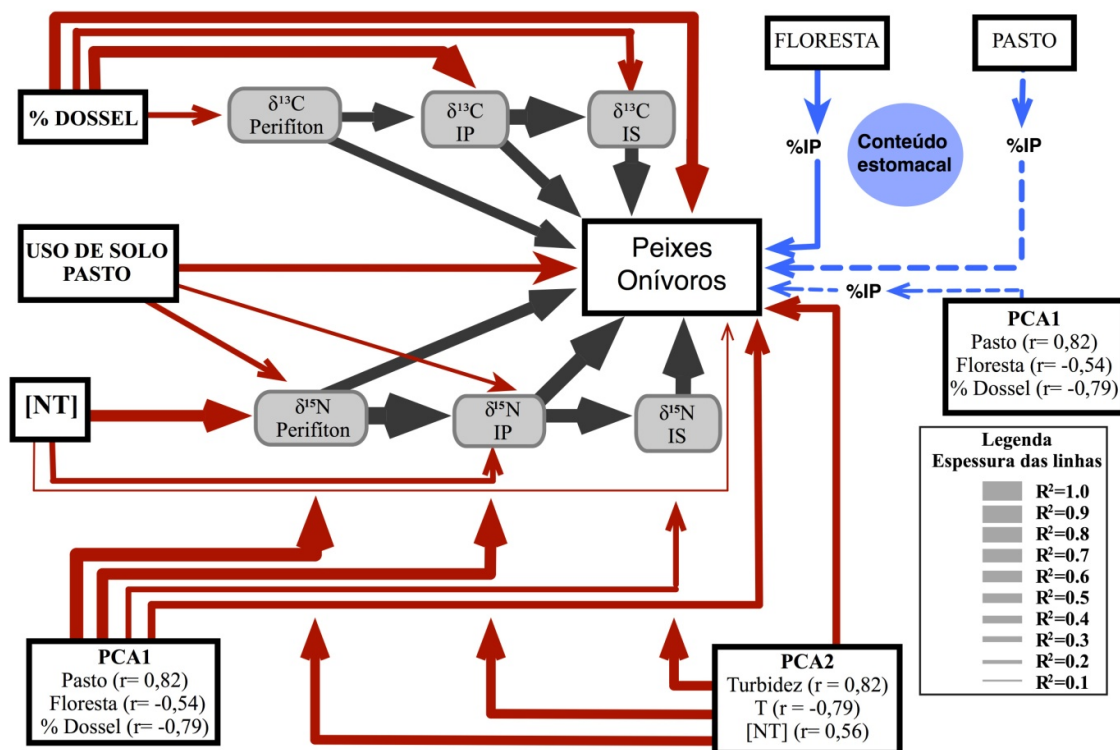 FLORESTA
PASTO
% DOSSEL
δ¹³C
Perifíton
δ¹³C
IP
δ¹³C
IS
%IP
Conteúdo
estomacal
%IP
USO DE SOLO
PASTO
Peixes
Onívoros
%IP
PCA1
Pasto (r= 0,82)
Floresta (r= -0,54)
% Dossel (r= -0,79)
[NT]
δ¹⁵N
Perifíton
δ¹⁵N
IP
δ¹⁵N
IS
Legenda
Espessura das linhas
R²=1.0
R²=0.9
R²=0.8
R²=0.7
R²=0.6
R²=0.5
R²=0.4
R²=0.3
R²=0.2
R²=0.1
PCA1
Pasto (r= 0,82)
Floresta (r= -0,54)
% Dossel (r= -0,79)
PCA2
Turbidez (r = 0,82)
T (r = -0,79)
[NT] (r= 0,56)